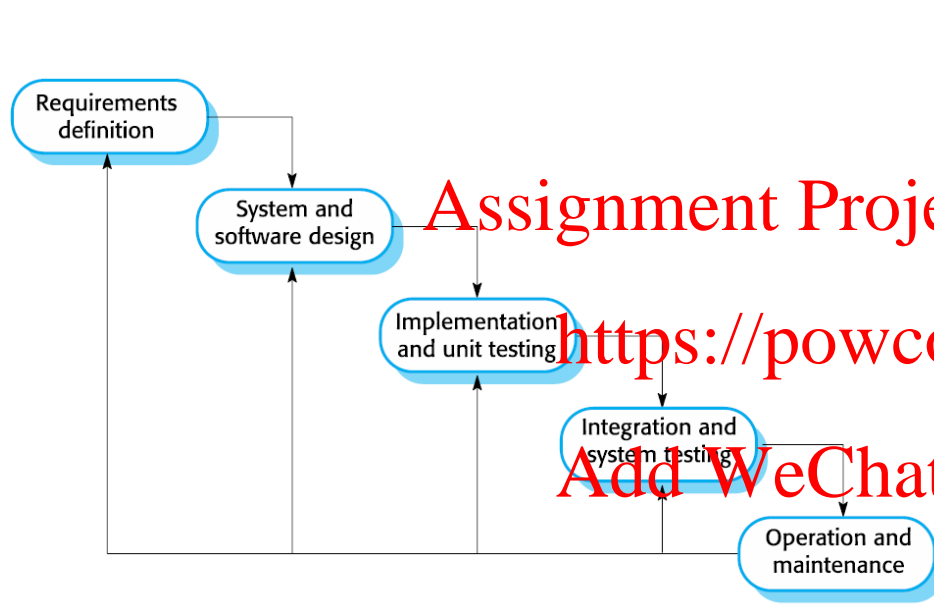 Requirements
definition
System and
software design
Assignment Proje
Implementation
and unit testing
https://powco
Integration and
system testing
Add WeChat
Operation and
maintenance